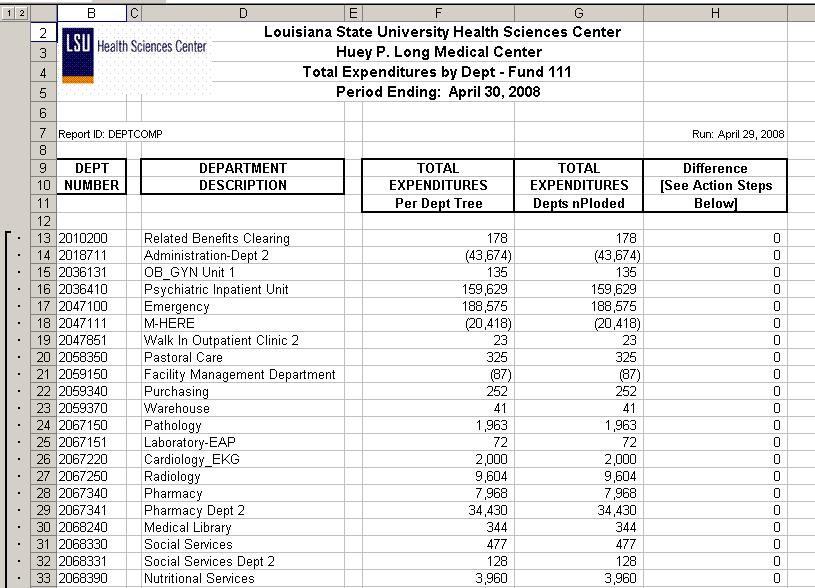 1 2 B C D E F G H
2 LSU Health Sciences Center Louisiana State University Health Sciences Center
3 Huey P. Long Medical Center
4 Total Expenditures by Dept - Fund 111
5 Period Ending: April 30, 2008
6
7 Report ID: DEPTCOMP Run: April 29, 2008
8
9 DEPT DEPARTMENT TOTAL TOTAL Difference
10 NUMBER DESCRIPTION EXPENDITURES EXPENDITURES [See Action Steps
11 Per Dept Tree Depts nPloded Below]
12
13 2010200 Related Benefits Clearing 178 178 0
14 2018711 Administration-Dept 2 (43,674) (43,674) 0
15 2036131 OB_GYN Unit 1 135 135 0
16 2036410 Psychiatric Inpatient Unit 159,629 159,629 0
17 2047100 Emergency 188,575 188,575 0
18 2047111 M-HERE (20,418) (20,418) 0
19 2047851 Walk In Outpatient Clinic 2 23 23 0
20 2058350 Pastoral Care 325 325 0
21 2059150 Facility Management Department (87) (87) 0
22 2059340 Purchasing 252 252 0
23 2059370 Warehouse 41 41 0
24 2067150 Pathology 1,963 1,963 0
25 2067151 Laboratory-EAP 72 72 0
26 2067220 Cardiology_EKG 2,000 2,000 0
27 2067250 Radiology 9,604 9,604 0
28 2067340 Pharmacy 7,968 7,968 0
29 2067341 Pharmacy Dept 2 34,430 34,430 0
30 2068240 Medical Library 344 344 0
31 2068330 Social Services 477 477 0
32 2068331 Social Services Dept 2 128 128 0
33 2068390 Nutritional Services 3,960 3,960 0